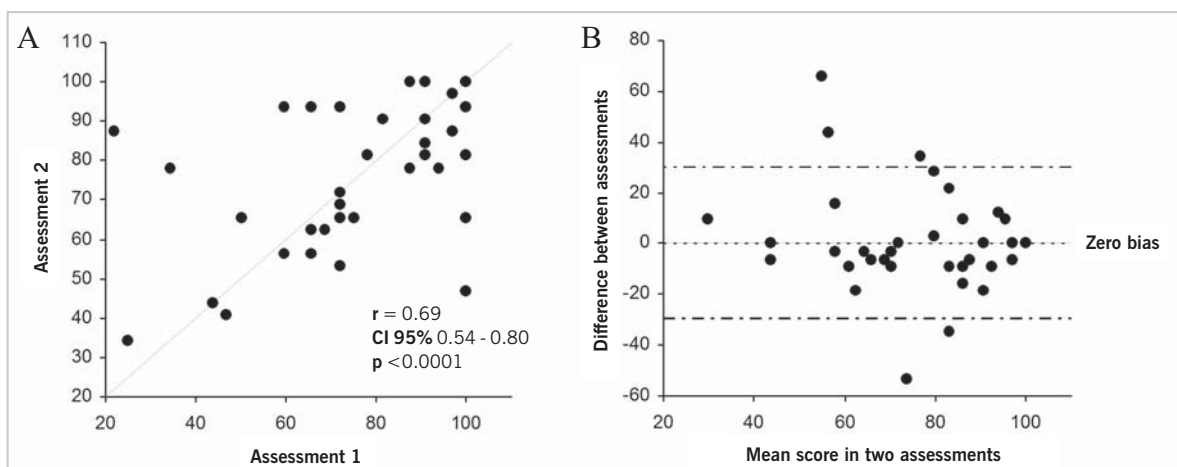 A
110
100
90
80
70
60
50
40
30
20
Assessment 2
r = 0.69
CI 95% 0.54 - 0.80
p <0.0001
20
40
60
80
100
Assessment 1
B
80
60
40
20
0
-20
-40
-60
Difference between assessments
Zero bias
20
40
60
80
100
Mean score in two assessments